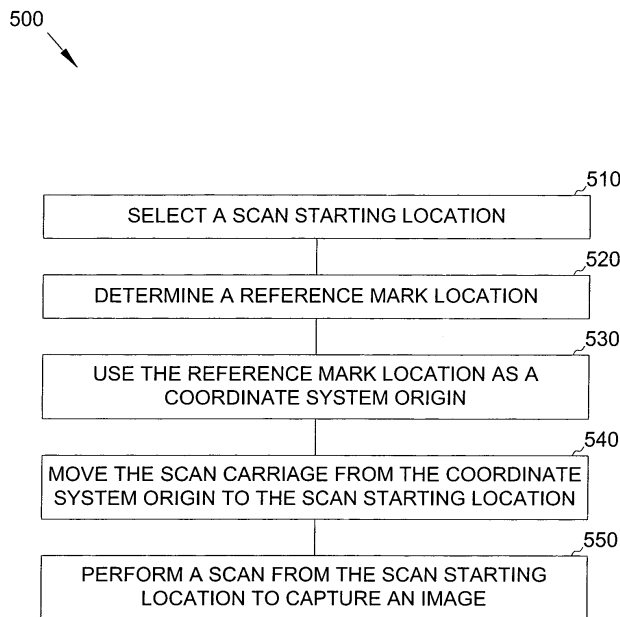 500
510
SELECT A SCAN STARTING LOCATION
520
DETERMINE A REFERENCE MARK LOCATION
530
USE THE REFERENCE MARK LOCATION AS A
COORDINATE SYSTEM ORIGIN
540
MOVE THE SCAN CARRIAGE FROM THE COORDINATE
SYSTEM ORIGIN TO THE SCAN STARTING LOCATION
550
PERFORM A SCAN FROM THE SCAN STARTING
LOCATION TO CAPTURE AN IMAGE